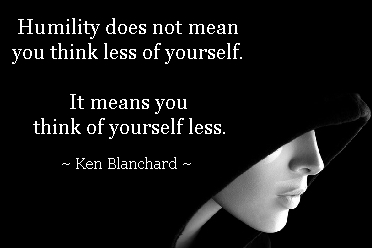 Humility does not mean
you think less of yourself.
It means you
think of yourself less.
~ Ken Blanchard ~